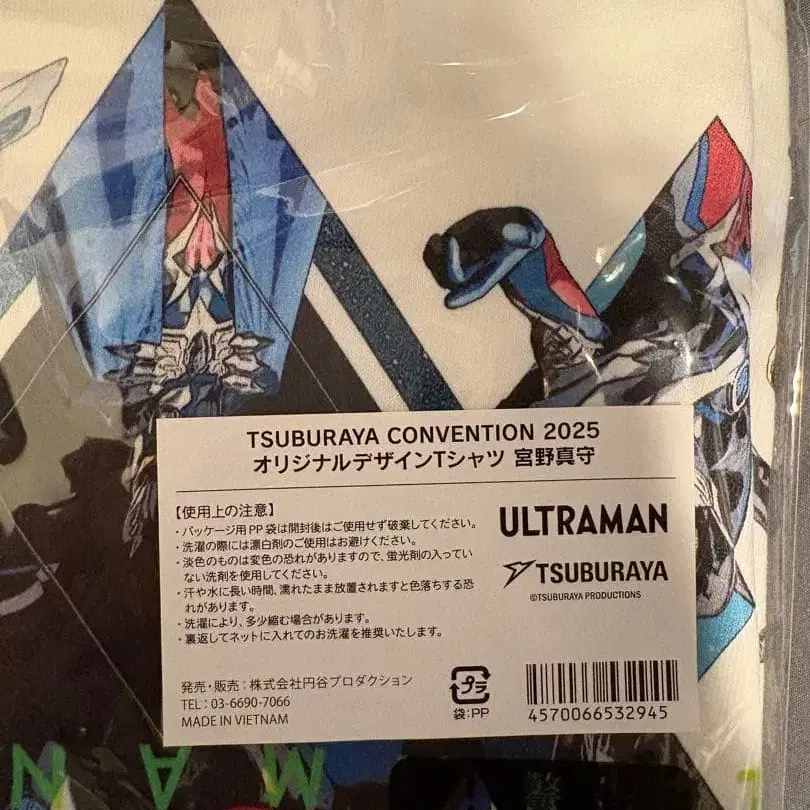 TSUBURAYA CONVENTION 2025
オリジナルデザインTシャツ 宮野真守
【使用上の注意】
・パッケージ用PP袋は開封後はご使用せず破棄してください。
・洗濯の際には漂白剤のご使用はお避けください。
・淡色のものは変色の恐れがありますので、蛍光剤の入ってい
ない洗剤を使用してください。
・汗や水に長い時間、濡れたまま放置されますと色落ちする恐
れがあります。
・洗濯により、多少縮む場合があります。
・裏返してネットに入れてのお洗濯を推奨いたします。
ULTRAMAN
TSUBURAYA
©TSUBURAYA PRODUCTIONS
発売・販売：株式会社円谷プロダクション
TEL：03-6690-7066
MADE IN VIETNAM
プラ
袋：PP
4570066532945
M A N